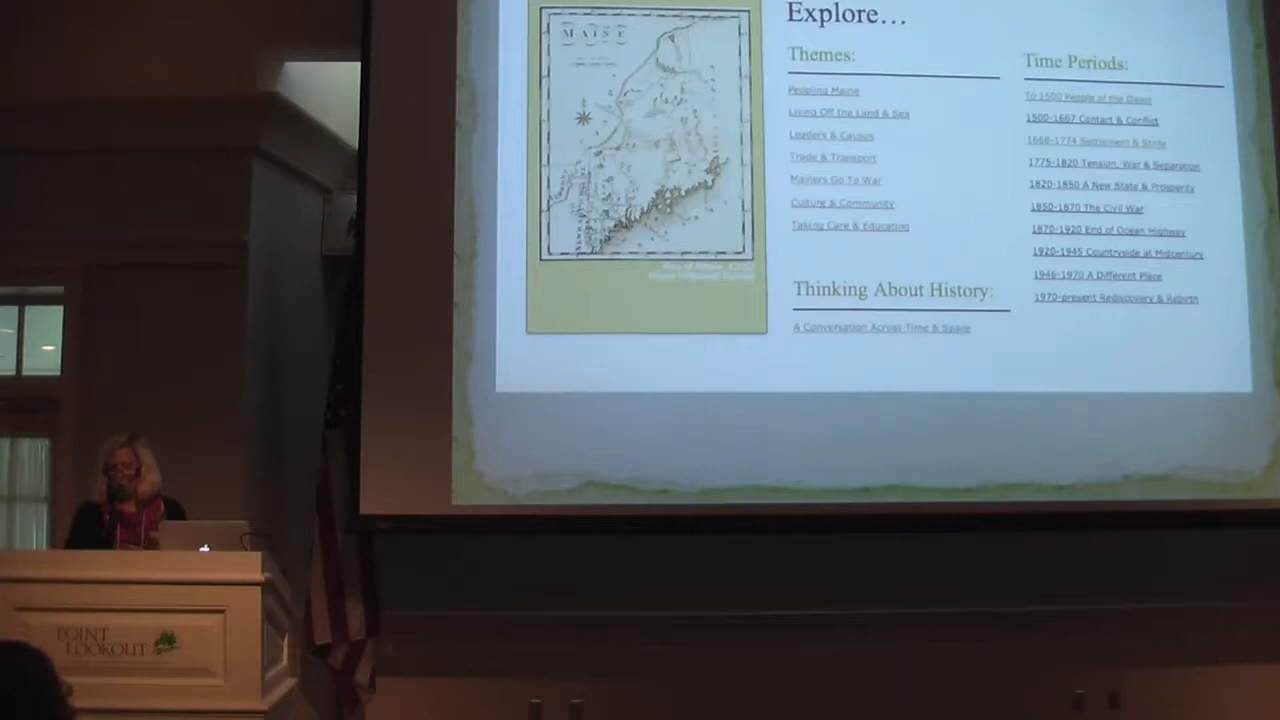 MAINE
Explore...
Themes:
Peopling Maine
Living Off the Land & Sea
Leaders & Causes
Trade & Transport
Mainers Go To War
Culture & Community
Taking Care & Educating
Thinking About History:
A Conversation Across Time & Space
Time Periods:
To 1500 People of the Dawn
1500-1667 Contact & Conflict
1668-1774 Settlement & Strife
1775-1820 Tension, War & Separation
1820-1850 A New State & Prosperity
1850-1870 The Civil War
1870-1920 End of Ocean Highway
1920-1945 Countryside at Midcentury
1946-1970 A Different Place
1970-present Rediscovery & Rebirth
POINT
LOOKOUT